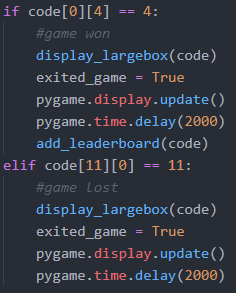 if code[0][4] == 4:
    #game won
    display_largebox(code)
    exited_game = True
    pygame.display.update()
    pygame.time.delay(2000)
    add_leaderboard(code)
elif code[11][0] == 11:
    #game lost
    display_largebox(code)
    exited_game = True
    pygame.display.update()
    pygame.time.delay(2000)